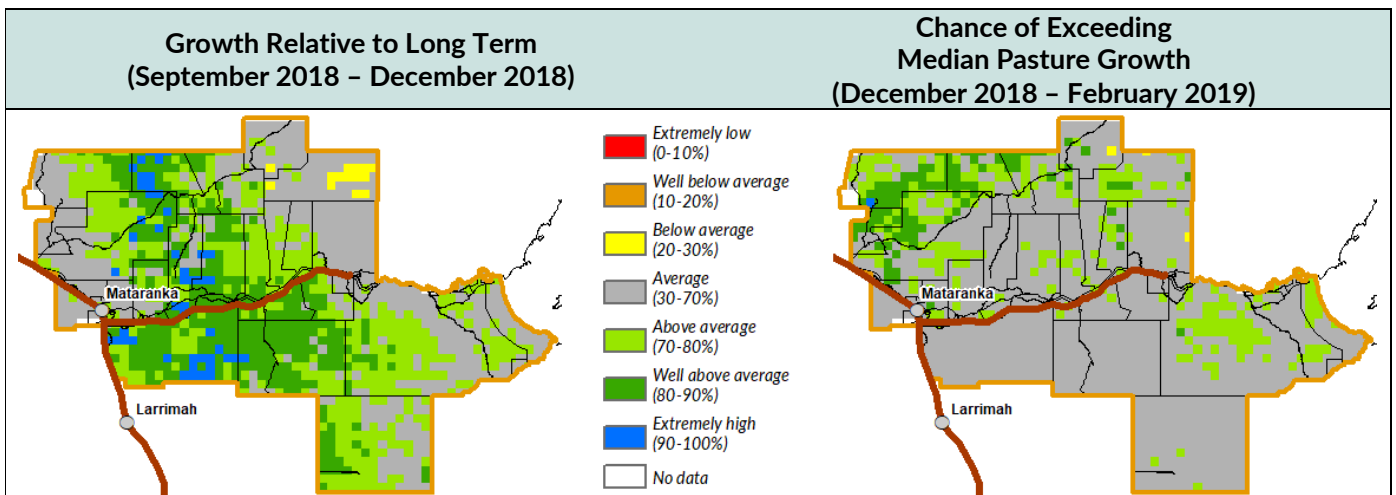 Growth Relative to Long Term
(September 2018 – December 2018)
Chance of Exceeding
Median Pasture Growth
(December 2018 – February 2019)
Mataranka
Larrimah
Extremely low
(0-10%)
Well below average
(10-20%)
Below average
(20-30%)
Average
(30-70%)
Above average
(70-80%)
Well above average
(80-90%)
Extremely high
(90-100%)
No data
Mataranka
Larrimah